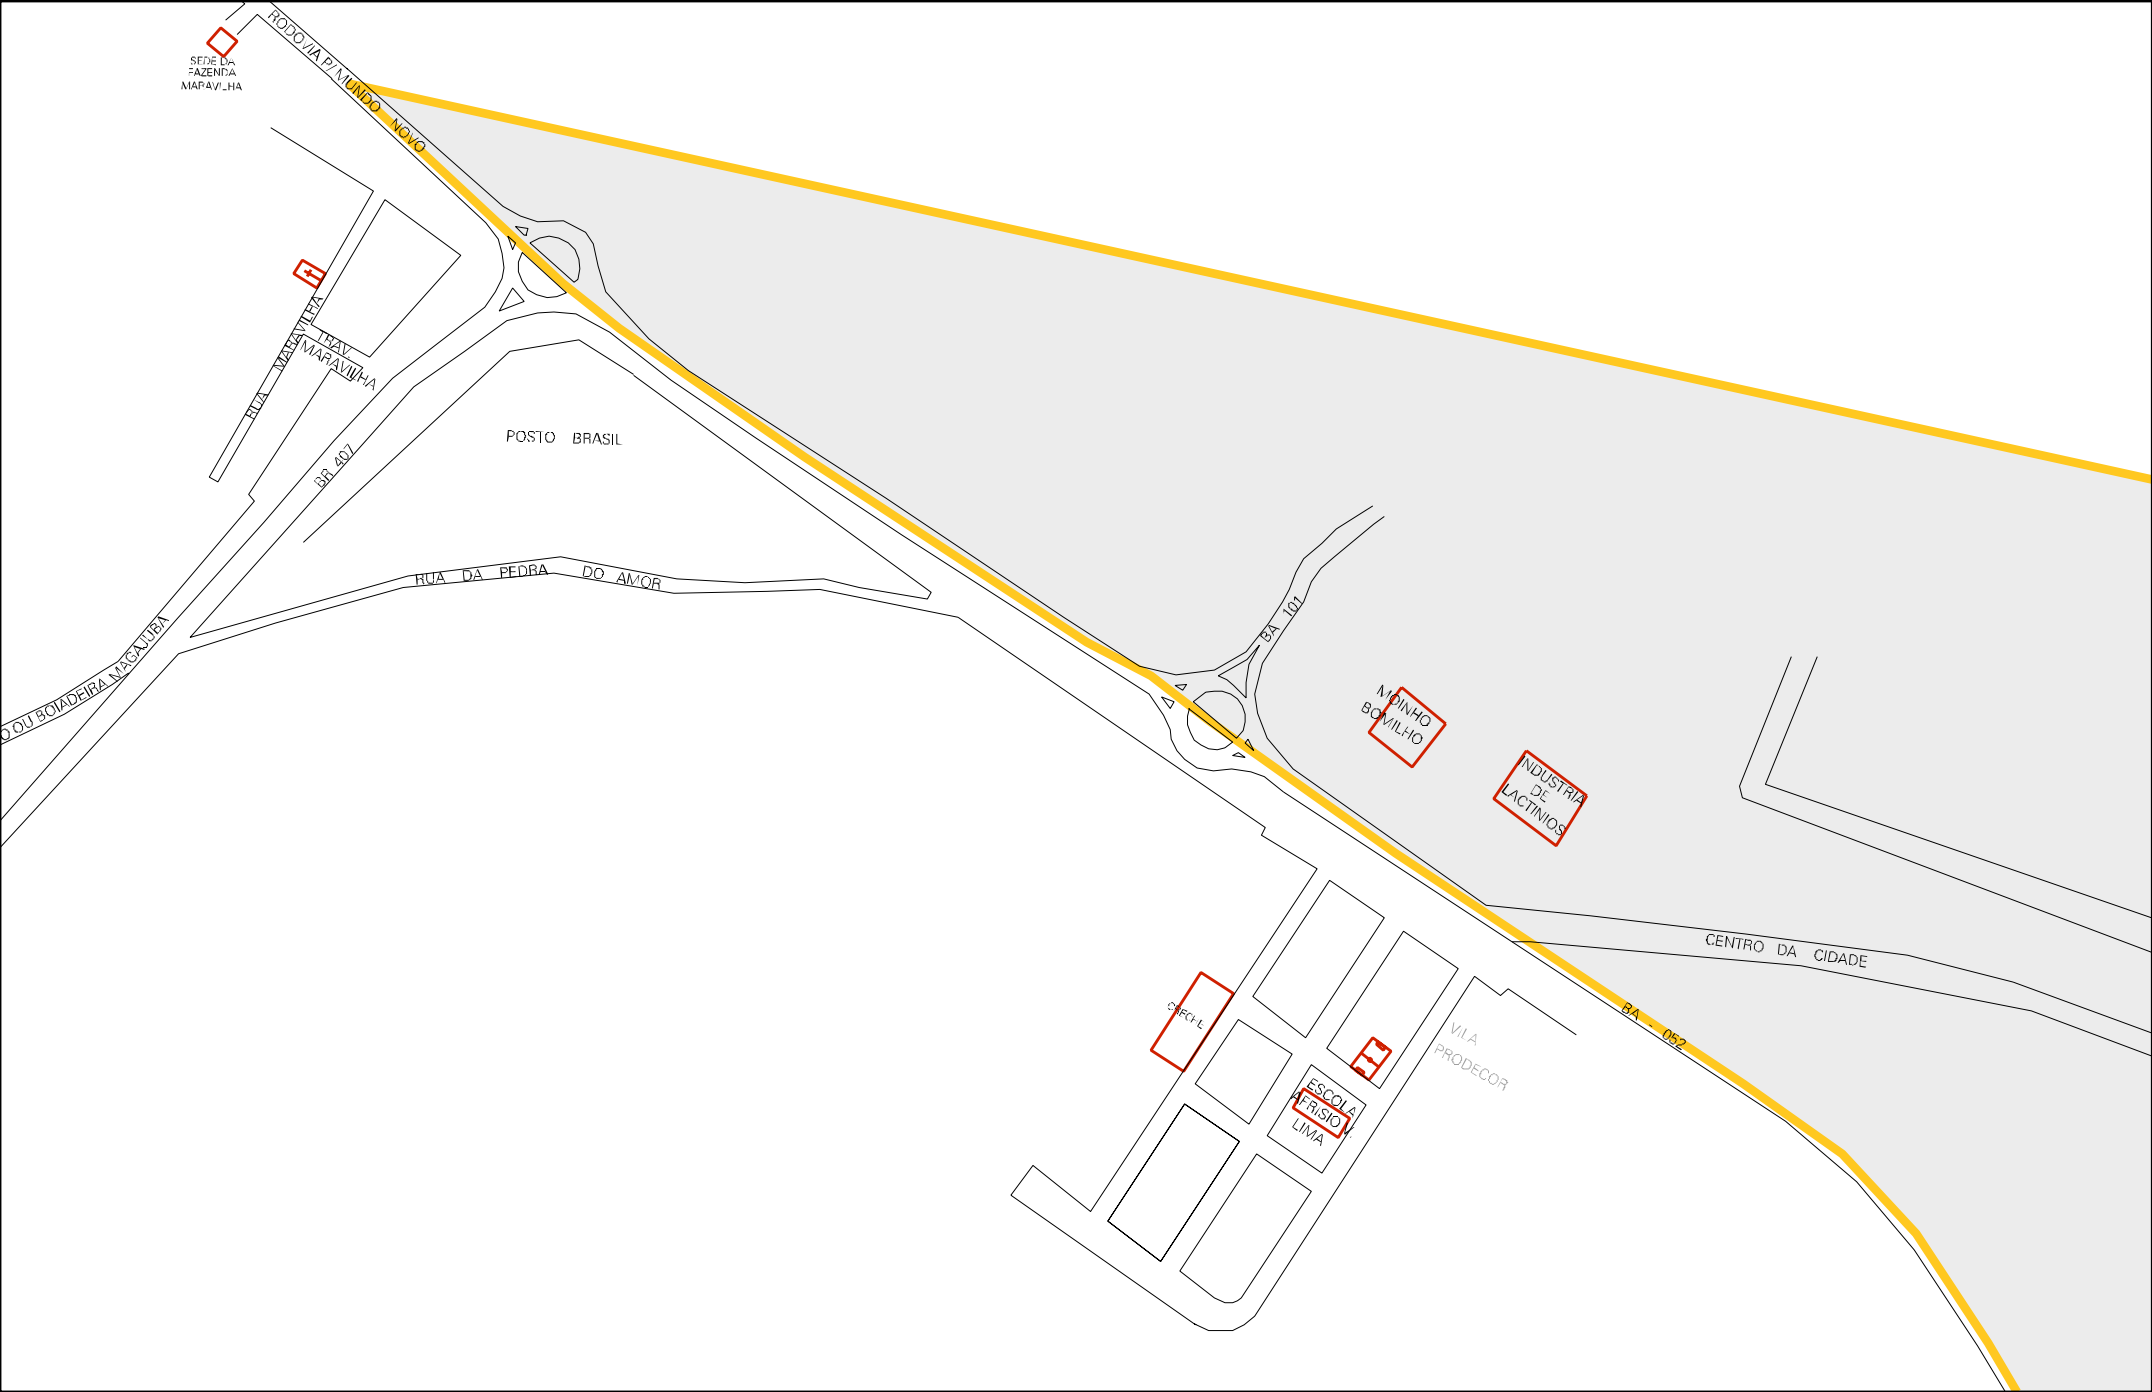 RODOVIA P/ MUNDO NOVO
SEDE DA
FAZENDA
MARAVILHA
RUA MARAVILHA
TRAV.
MARAVILHA
BR 407
POSTO BRASIL
RUA DA PEDRA DO AMOR
O OU BOIADEIRA MAGAJUBA
BA 101
MOINHO
BOMILHO
INDUSTRIA
DE
LACTINIOS
CENTRO DA CIDADE
BA - 052
CRECHE
VILA
PRODECOR
ESCOLA
AFRISIO V.
LIMA